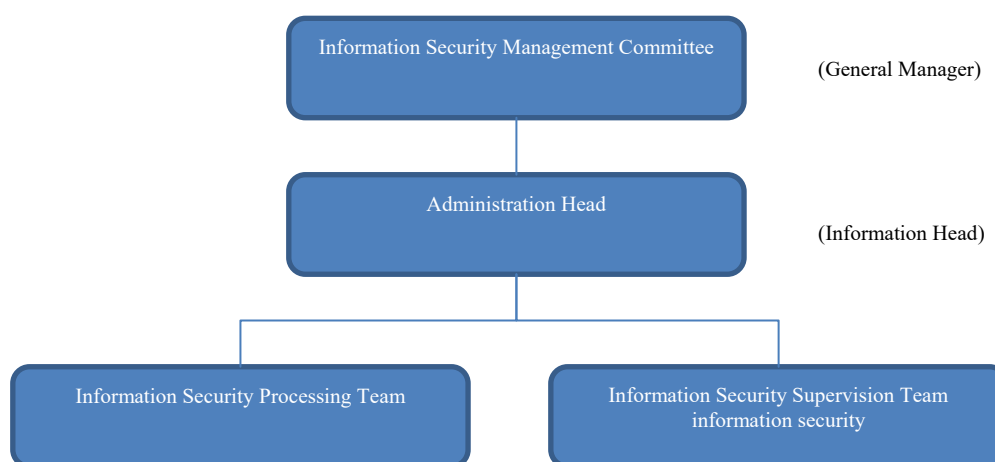 Information Security Management Committee
(General Manager)
Administration Head
(Information Head)
Information Security Processing Team
Information Security Supervision Team
information security